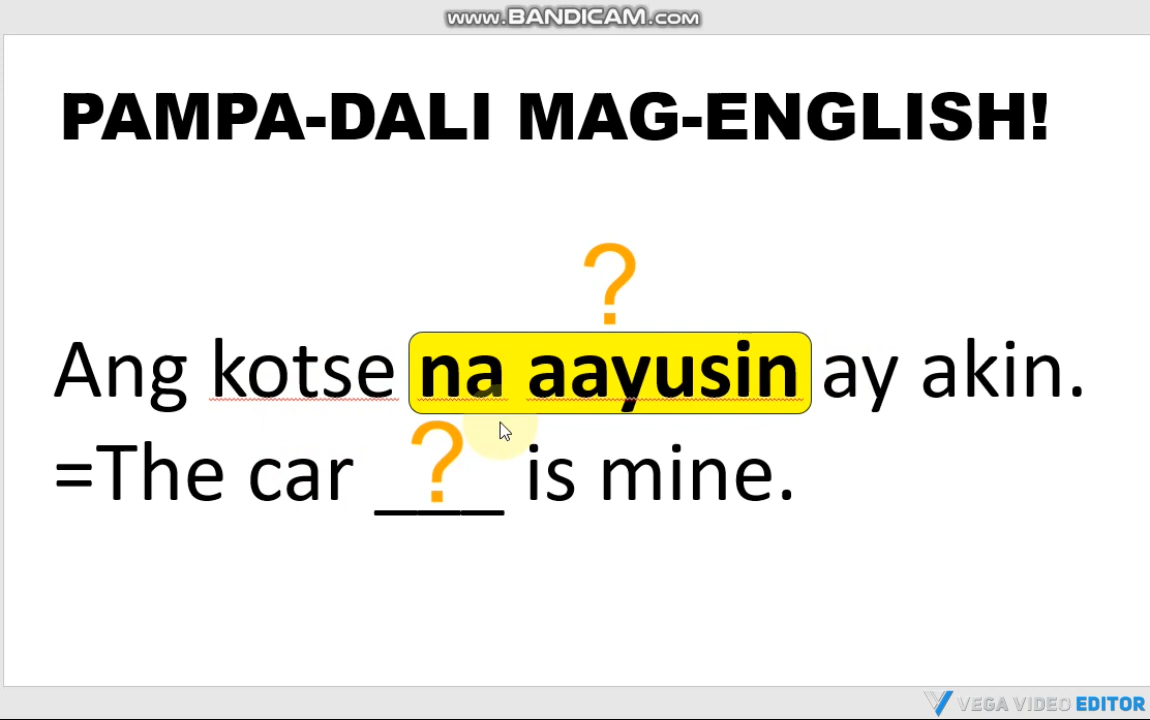 www.BANDICAM.com
PAMPA-DALI MAG-ENGLISH!
?
Ang kotse na aayusin ay akin.
=The car ___ is mine.
?
VEGA VIDEO EDITOR